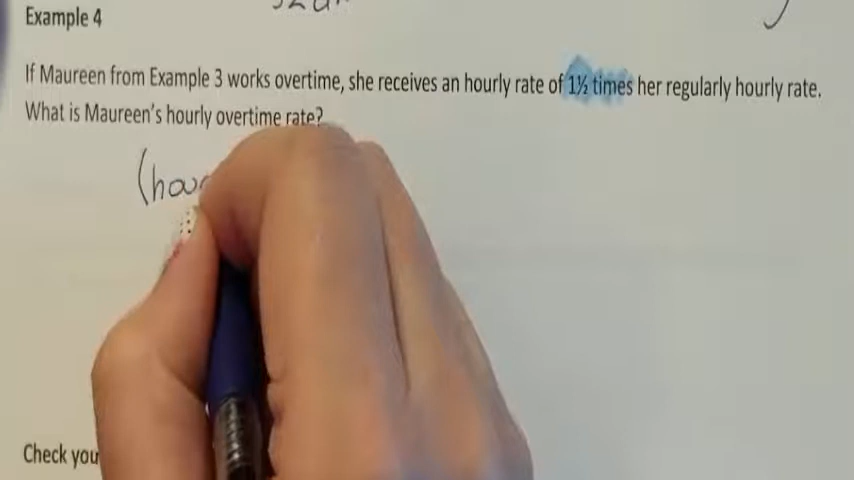 Example 4
If Maureen from Example 3 works overtime, she receives an hourly rate of 1½ times her regularly hourly rate.
What is Maureen's hourly overtime rate?
(hou
Check you